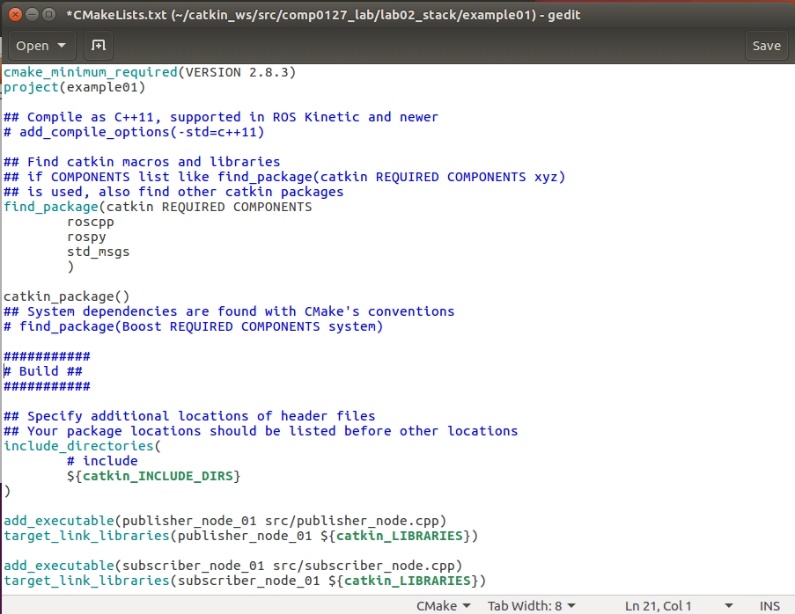 *CMakeLists.txt (~/catkin_ws/src/comp0127_lab/lab02_stack/example01) - gedit
Open
Save
cmake_minimum_required(VERSION 2.8.3)
project(example01)

## Compile as C++11, supported in ROS Kinetic and newer
# add_compile_options(-std=c++11)

## Find catkin macros and libraries
## if COMPONENTS list like find_package(catkin REQUIRED COMPONENTS xyz)
## is used, also find other catkin packages
find_package(catkin REQUIRED COMPONENTS
        roscpp
        rospy
        std_msgs
        )

catkin_package()
## System dependencies are found with CMake's conventions
# find_package(Boost REQUIRED COMPONENTS system)

###########
# Build ##
###########

## Specify additional locations of header files
## Your package locations should be listed before other locations
include_directories(
        # include
        ${catkin_INCLUDE_DIRS}
)

add_executable(publisher_node_01 src/publisher_node.cpp)
target_link_libraries(publisher_node_01 ${catkin_LIBRARIES})

add_executable(subscriber_node_01 src/subscriber_node.cpp)
target_link_libraries(subscriber_node_01 ${catkin_LIBRARIES})
CMake Tab Width: 8 Ln 21, Col 1 INS